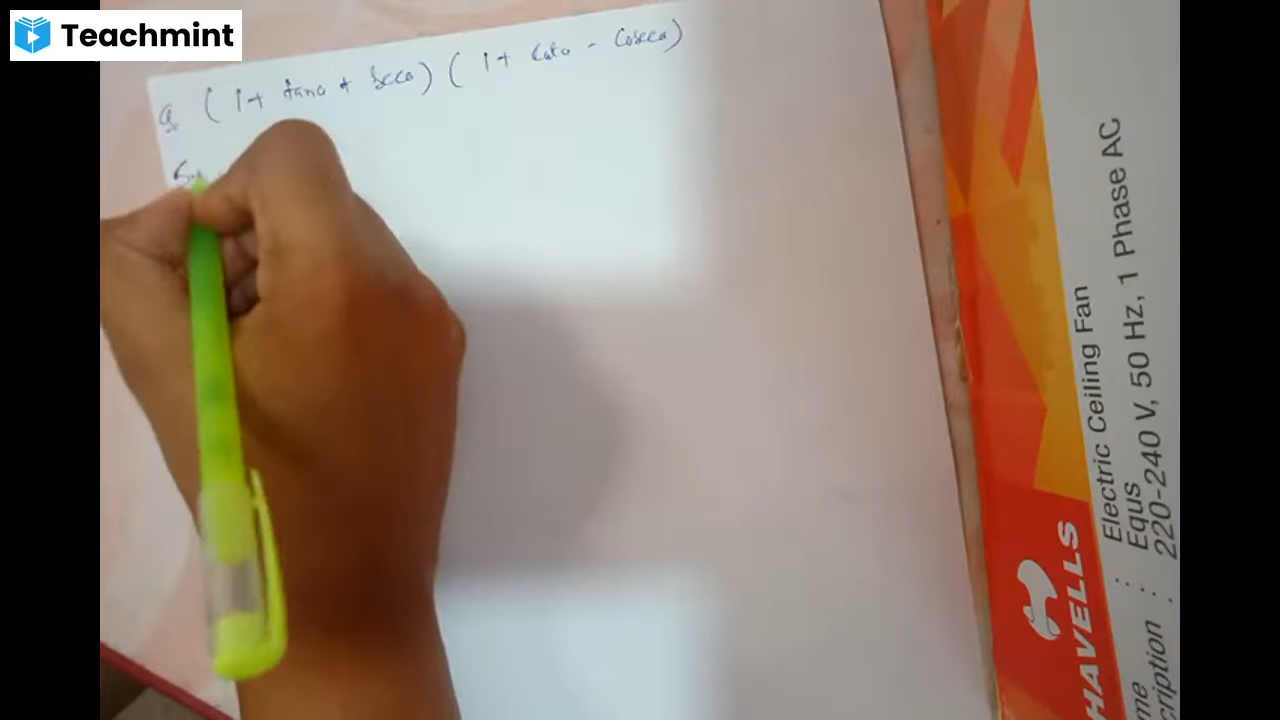 Teachmint
Q (1+ tanθ + Secθ) (1+ Cotθ - Cosecθ)
HAVELLS
Electric Ceiling Fan
: Equs
: 220-240 V, 50 Hz, 1 Phase AC